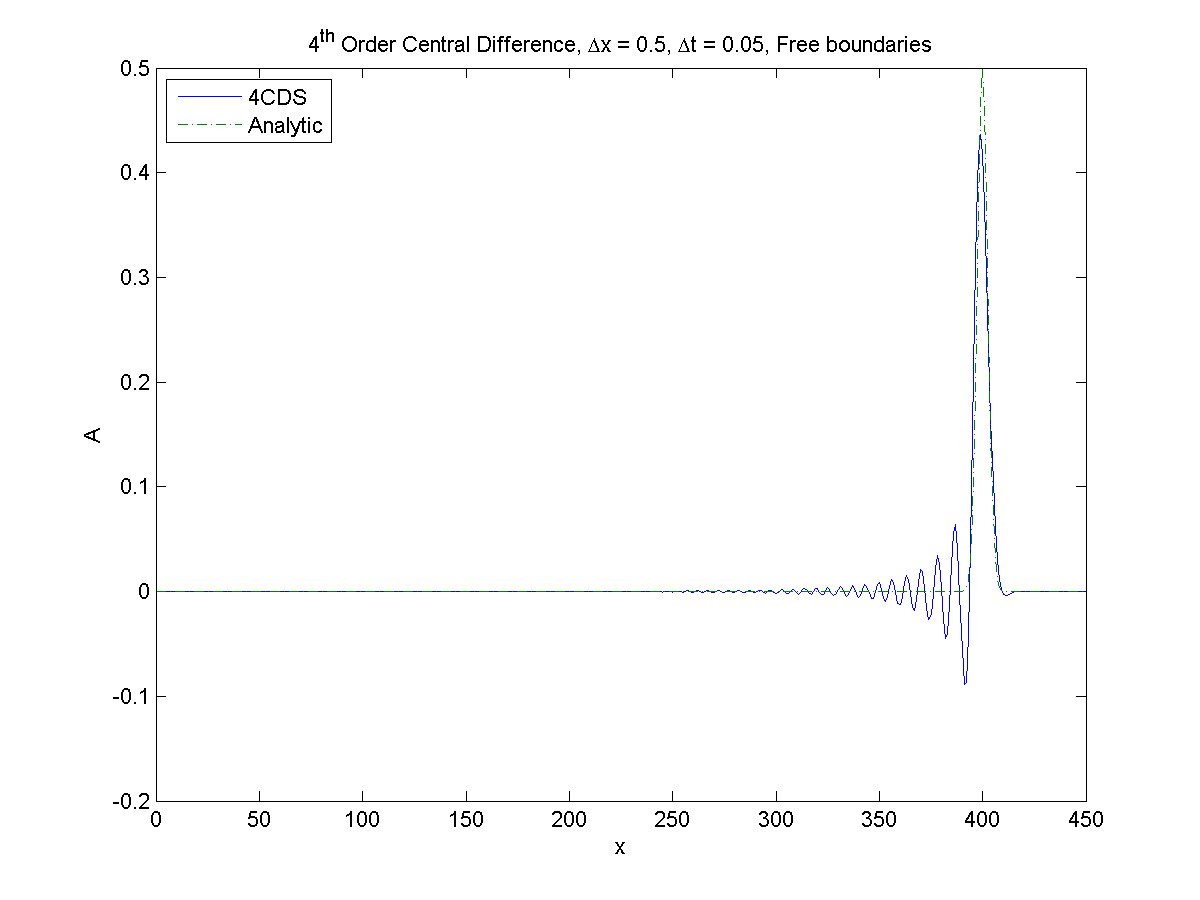 4th Order Central Difference, Δx = 0.5, Δt = 0.05, Free boundaries
4CDS
Analytic
0.5
0.4
0.3
0.2
0.1
0
-0.1
-0.2
A
0 50 100 150 200 250 300 350 400 450
x